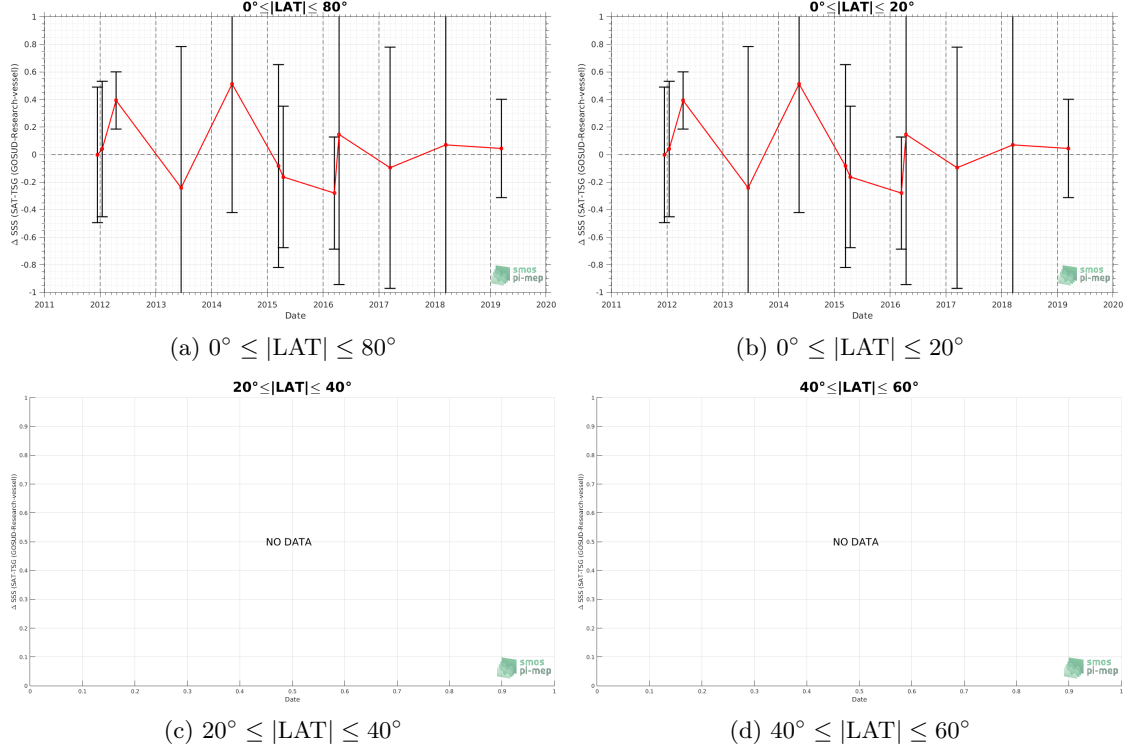 0°≤|LAT|≤ 80°
1
0.8
0.6
0.4
0.2
0
-0.2
-0.4
-0.6
-0.8
-1
Δ SSS (SAT-TSG (GOSUD-Research-vessel))
2011 2012 2013 2014 2015 2016 2017 2018 2019 2020
Date
smos
pi-mep
(a) 0° ≤ |LAT| ≤ 80°
0°≤|LAT|≤ 20°
1
0.8
0.6
0.4
0.2
0
-0.2
-0.4
-0.6
-0.8
-1
Δ SSS (SAT-TSG (GOSUD-Research-vessel))
2011 2012 2013 2014 2015 2016 2017 2018 2019 2020
Date
smos
pi-mep
(b) 0° ≤ |LAT| ≤ 20°
20°≤|LAT|≤ 40°
1
0.9
0.8
0.7
0.6
0.5
0.4
0.3
0.2
0.1
0
Δ SSS (SAT-TSG (GOSUD-Research-vessel))
NO DATA
0 0.1 0.2 0.3 0.4 0.5 0.6 0.7 0.8 0.9 1
Date
smos
pi-mep
(c) 20° ≤ |LAT| ≤ 40°
40°≤|LAT|≤ 60°
1
0.9
0.8
0.7
0.6
0.5
0.4
0.3
0.2
0.1
0
Δ SSS (SAT-TSG (GOSUD-Research-vessel))
NO DATA
0 0.1 0.2 0.3 0.4 0.5 0.6 0.7 0.8 0.9 1
Date
smos
pi-mep
(d) 40° ≤ |LAT| ≤ 60°